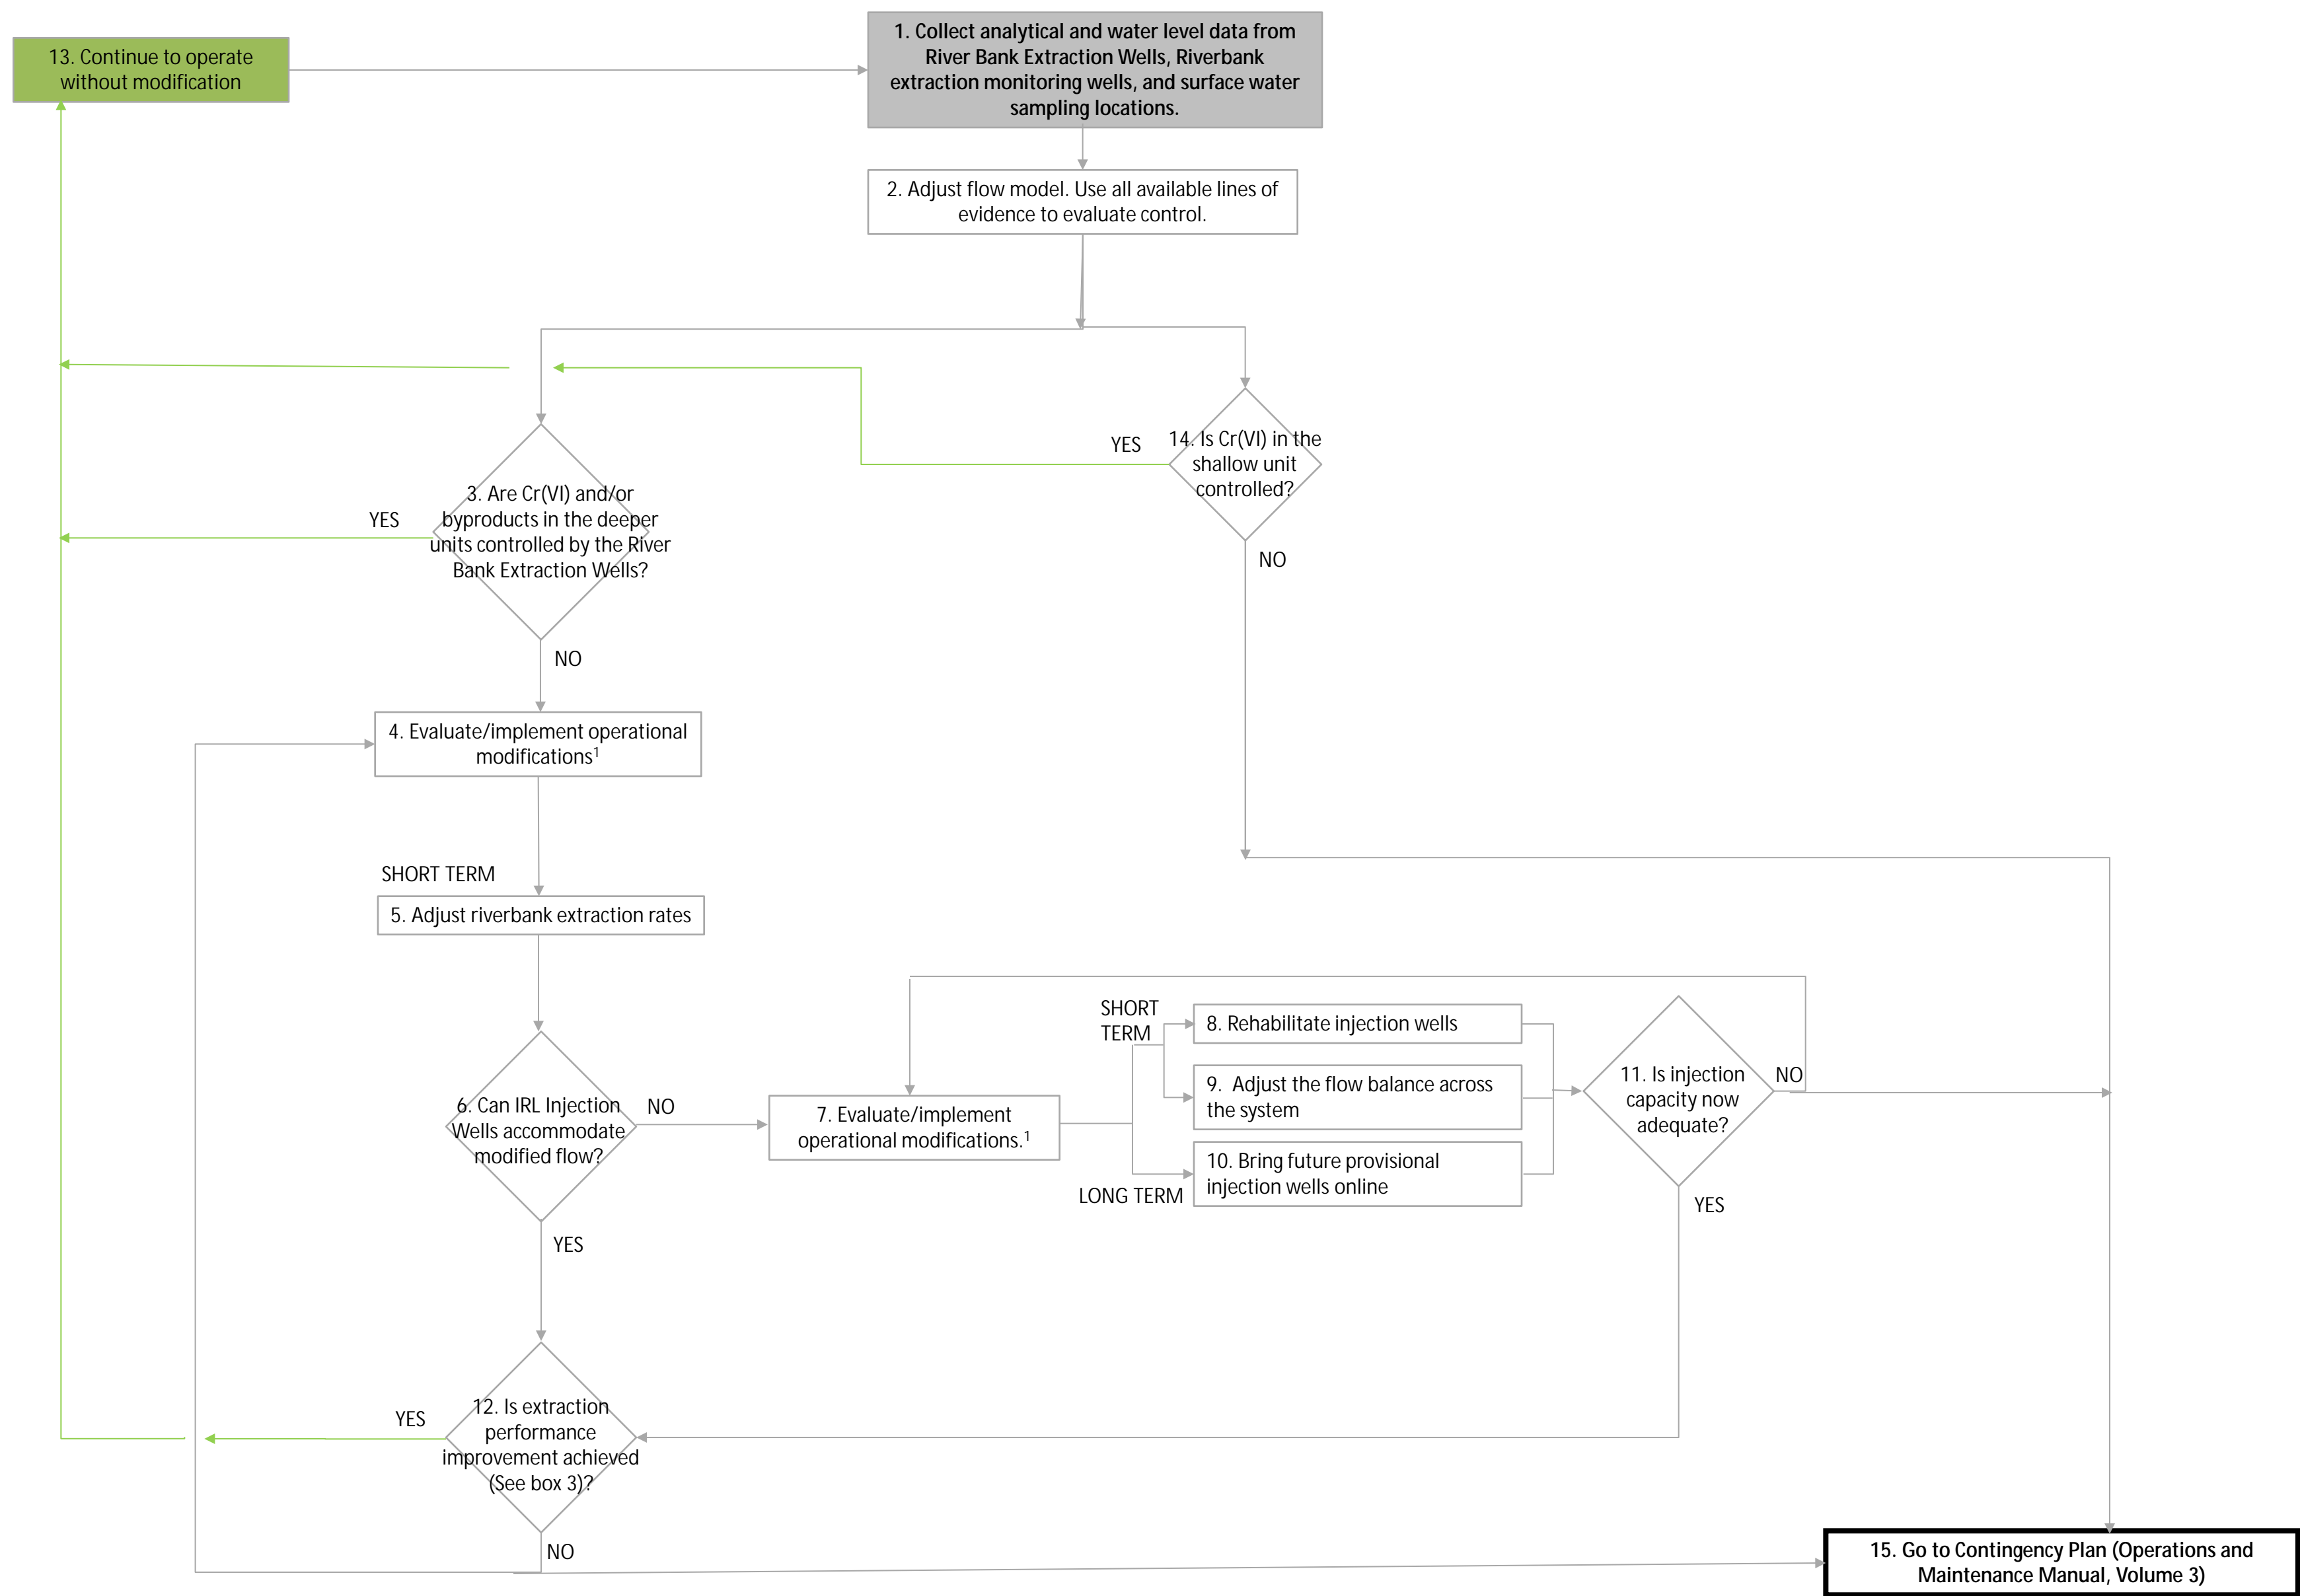 13. Continue to operate
without modification
1. Collect analytical and water level data from
River Bank Extraction Wells, Riverbank
extraction monitoring wells, and surface water
sampling locations.
2. Adjust flow model. Use all available lines of
evidence to evaluate control.
YES
14. Is Cr(VI) in the
shallow unit
controlled?
NO
YES
3. Are Cr(VI) and/or
byproducts in the deeper
units controlled by the River
Bank Extraction Wells?
NO
4. Evaluate/implement operational
modifications¹
SHORT TERM
5. Adjust riverbank extraction rates
6. Can IRL Injection
Wells accommodate
modified flow?
NO
YES
7. Evaluate/implement
operational modifications.¹
SHORT
TERM
LONG TERM
8. Rehabilitate injection wells
9. Adjust the flow balance across
the system
10. Bring future provisional
injection wells online
11. Is injection
capacity now
adequate?
NO
YES
YES
12. Is extraction
performance
improvement achieved
(See box 3)?
NO
15. Go to Contingency Plan (Operations and
Maintenance Manual, Volume 3)